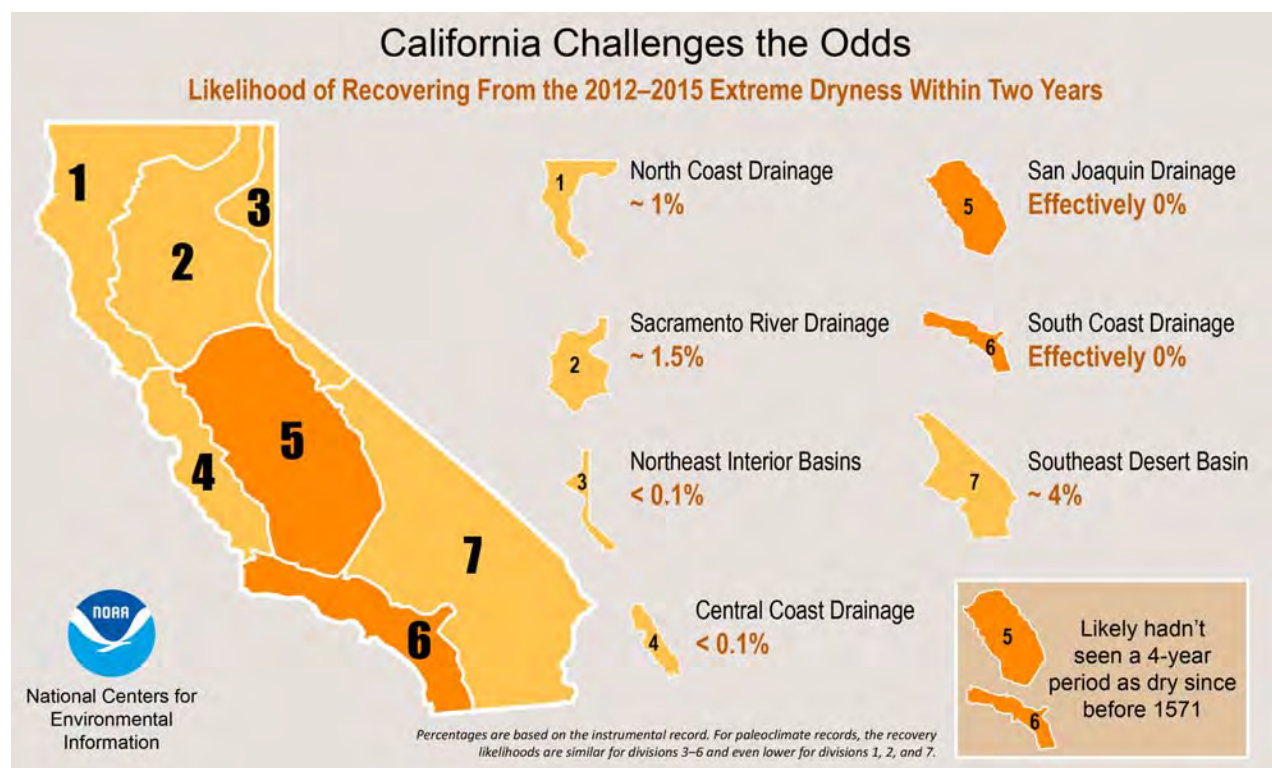 California Challenges the Odds
Likelihood of Recovering From the 2012–2015 Extreme Dryness Within Two Years
1
2
3
4
5
6
7
1
North Coast Drainage
~ 1%
2
Sacramento River Drainage
~ 1.5%
3
Northeast Interior Basins
< 0.1%
4
Central Coast Drainage
< 0.1%
5
San Joaquin Drainage
Effectively 0%
6
South Coast Drainage
Effectively 0%
7
Southeast Desert Basin
~ 4%
5
6
Likely hadn't
seen a 4-year
period as dry since
before 1571
NOAA
National Centers for
Environmental
Information
Percentages are based on the instrumental record. For paleoclimate records, the recovery
likelihoods are similar for divisions 3–6 and even lower for divisions 1, 2, and 7.